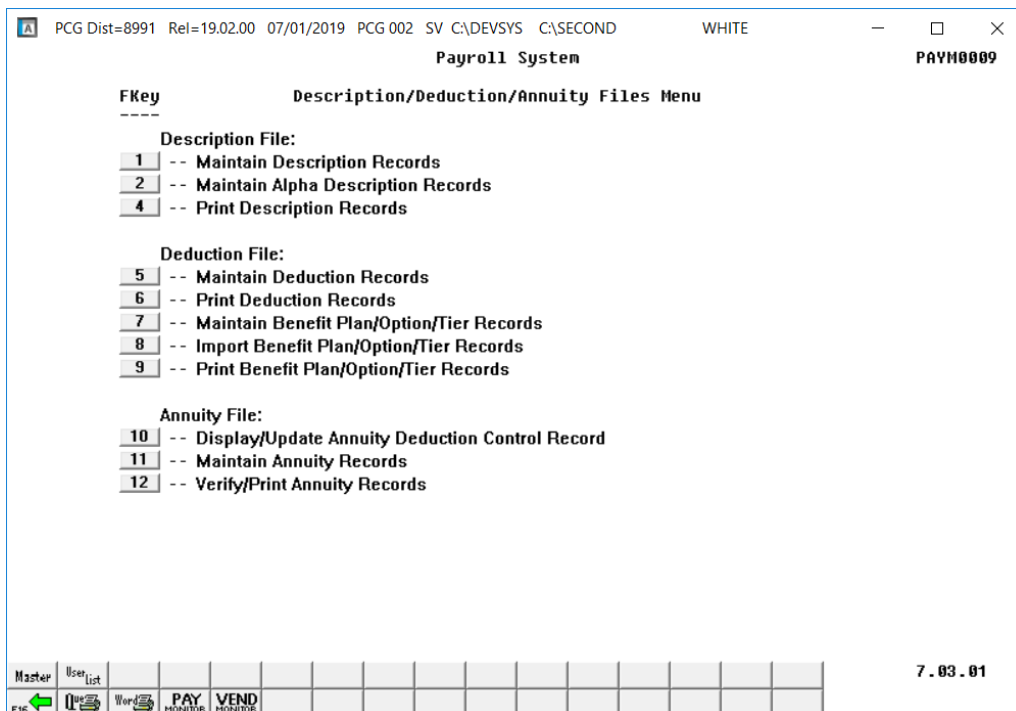 PCG Dist=8991 Rel=19.02.00 07/01/2019 PCG 002 SV C:\DEVSYS C:\SECOND WHITE
Payroll System PAYM0009
FKey Description/Deduction/Annuity Files Menu
----
Description File:
1 -- Maintain Description Records
2 -- Maintain Alpha Description Records
4 -- Print Description Records
Deduction File:
5 -- Maintain Deduction Records
6 -- Print Deduction Records
7 -- Maintain Benefit Plan/Option/Tier Records
8 -- Import Benefit Plan/Option/Tier Records
9 -- Print Benefit Plan/Option/Tier Records
Annuity File:
10 -- Display/Update Annuity Deduction Control Record
11 -- Maintain Annuity Records
12 -- Verify/Print Annuity Records
Master User List 7.03.01
F16 Que Word PAY MONITOR VEND MONITOR